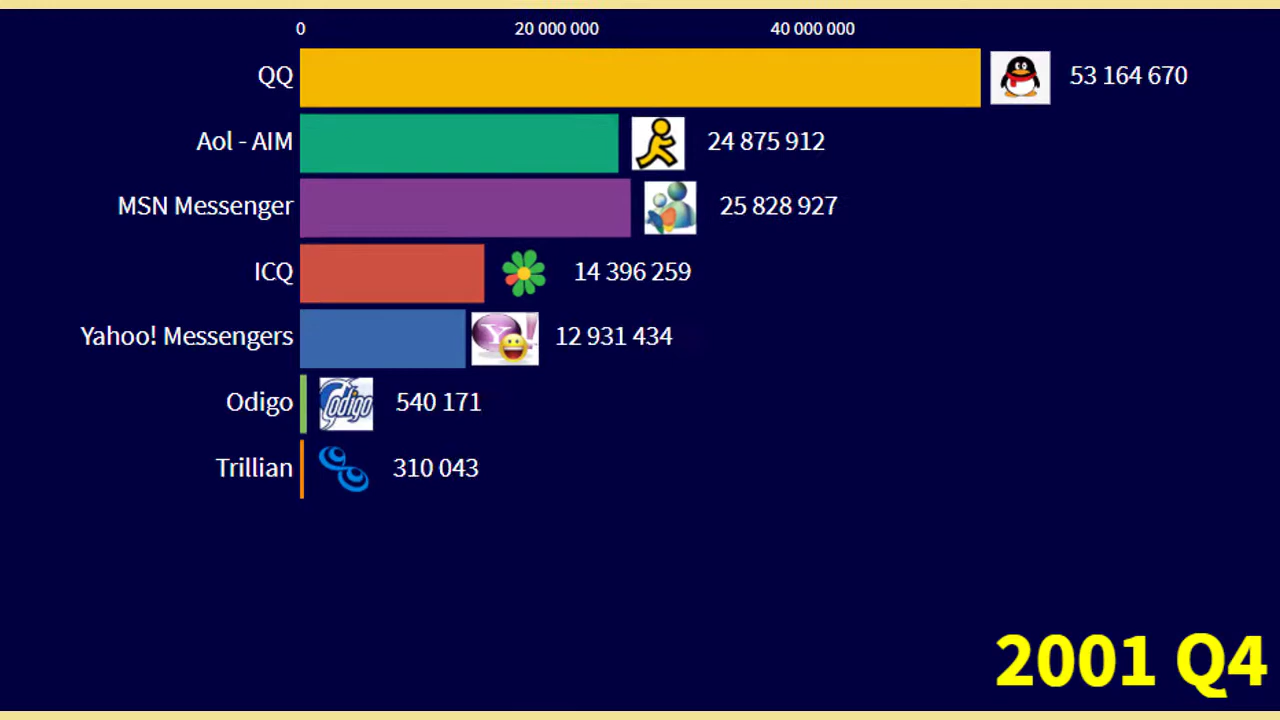 0 20 000 000 40 000 000
QQ 53 164 670
Aol - AIM 24 875 912
MSN Messenger 25 828 927
ICQ 14 396 259
Yahoo! Messengers Y! 12 931 434
Odigo Odigo 540 171
Trillian 310 043
2001 Q4